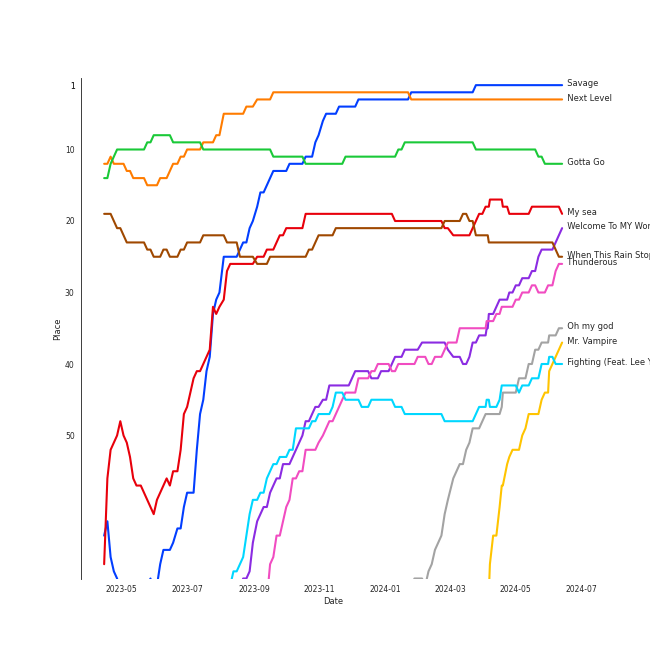 1
10
20
30
40
50
Place
2023-05
2023-07
2023-09
2023-11
2024-01
2024-03
2024-05
2024-07
Date
Savage
Next Level
Gotta Go
My sea
Welcome To MY Wor
When This Rain Stop
Thunderous
Oh my god
Mr. Vampire
Fighting (Feat. Lee